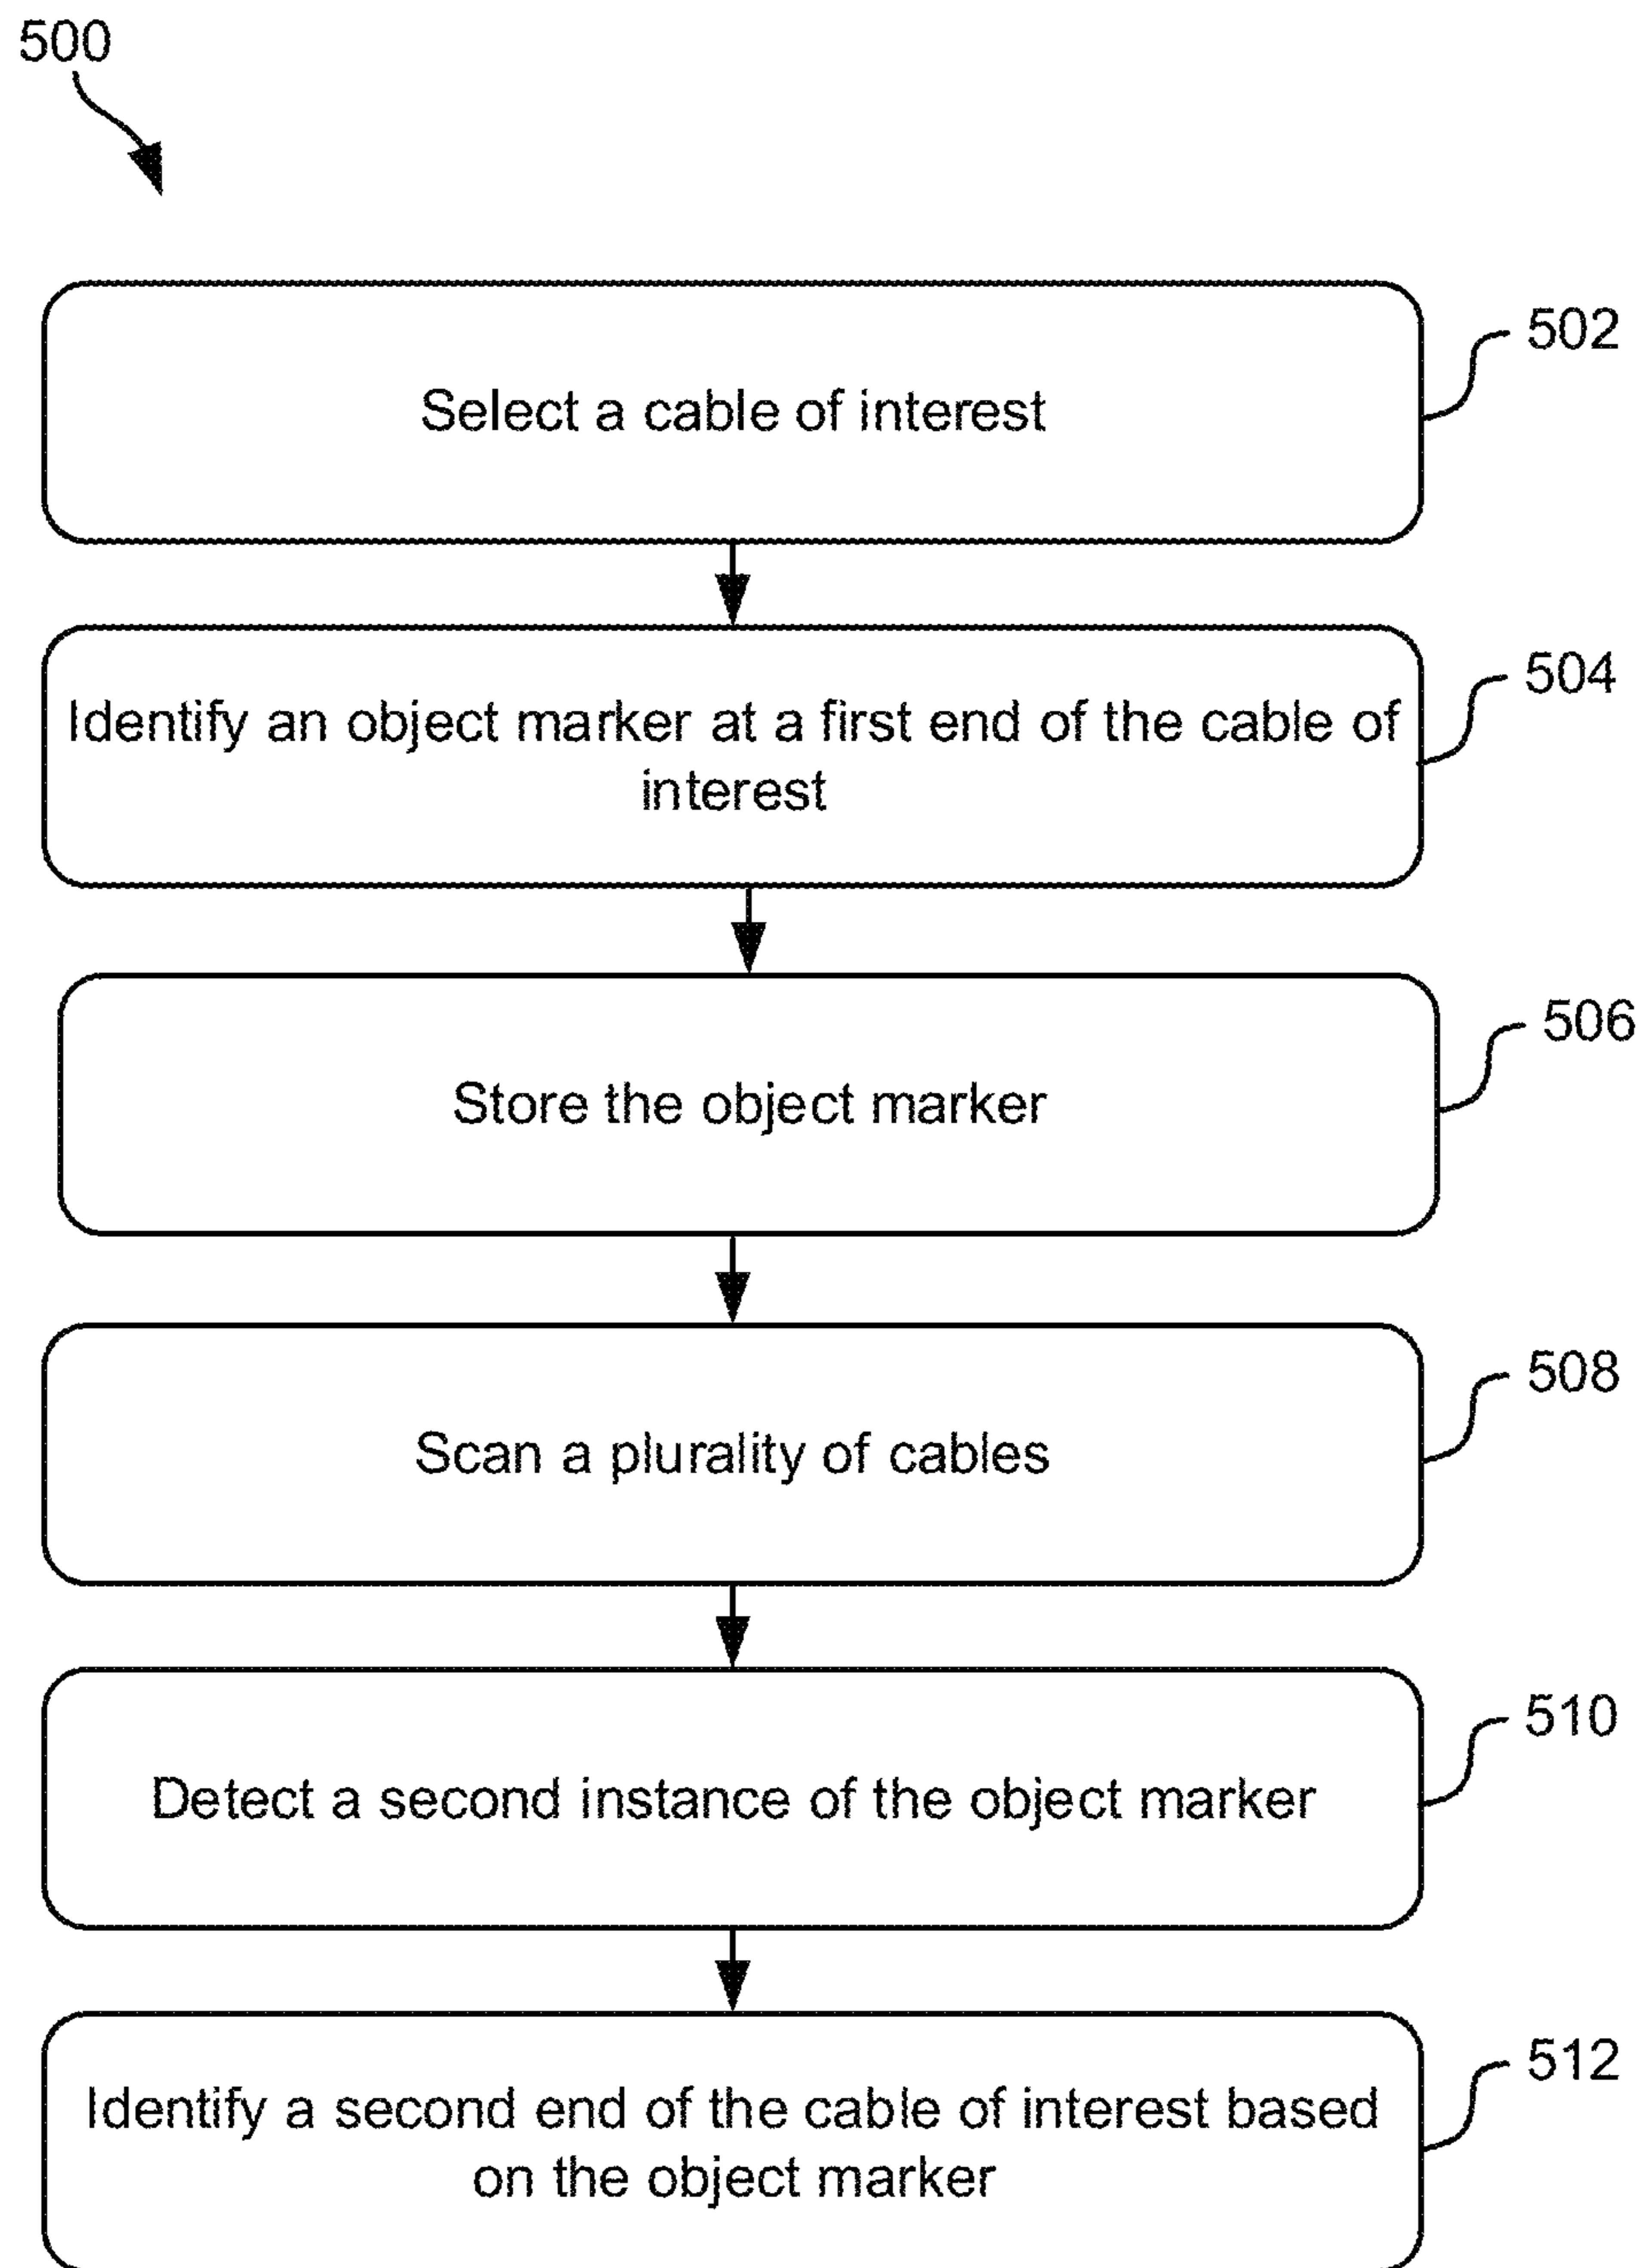 500
Select a cable of interest
502
Identify an object marker at a first end of the cable of
interest
504
Store the object marker
506
Scan a plurality of cables
508
Detect a second instance of the object marker
510
Identify a second end of the cable of interest based
on the object marker
512